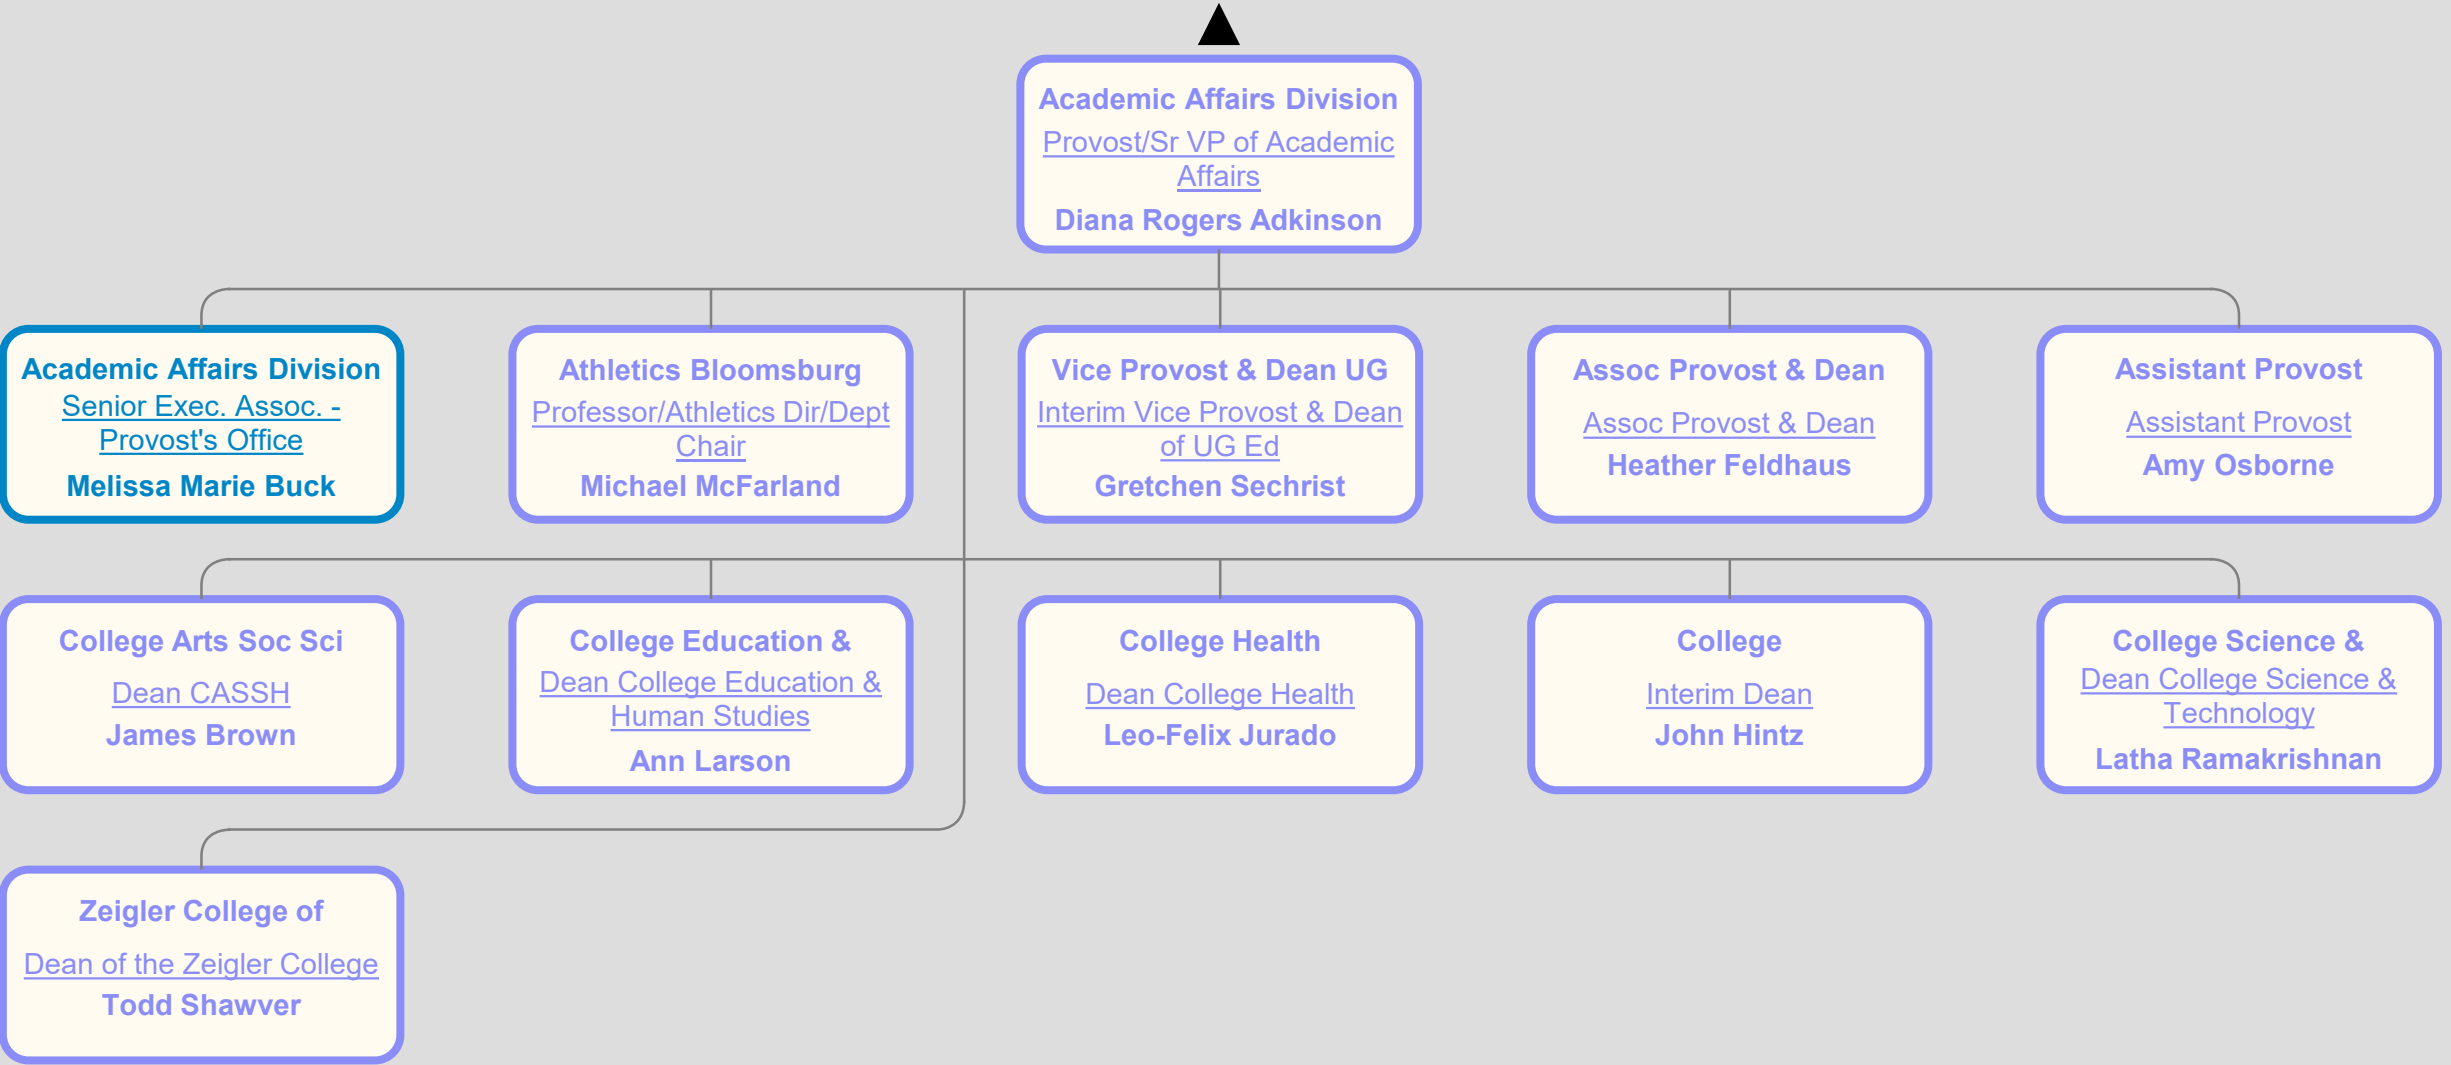 Academic Affairs Division
Provost/Sr VP of Academic
Affairs
Diana Rogers Adkinson
Academic Affairs Division
Senior Exec. Assoc. -
Provost's Office
Melissa Marie Buck
Athletics Bloomsburg
Professor/Athletics Dir/Dept
Chair
Michael McFarland
Vice Provost & Dean UG
Interim Vice Provost & Dean
of UG Ed
Gretchen Sechrist
Assoc Provost & Dean
Assoc Provost & Dean
Heather Feldhaus
Assistant Provost
Assistant Provost
Amy Osborne
College Arts Soc Sci
Dean CASSH
James Brown
College Education &
Dean College Education &
Human Studies
Ann Larson
College Health
Dean College Health
Leo-Felix Jurado
College
Interim Dean
John Hintz
College Science &
Dean College Science &
Technology
Latha Ramakrishnan
Zeigler College of
Dean of the Zeigler College
Todd Shawver